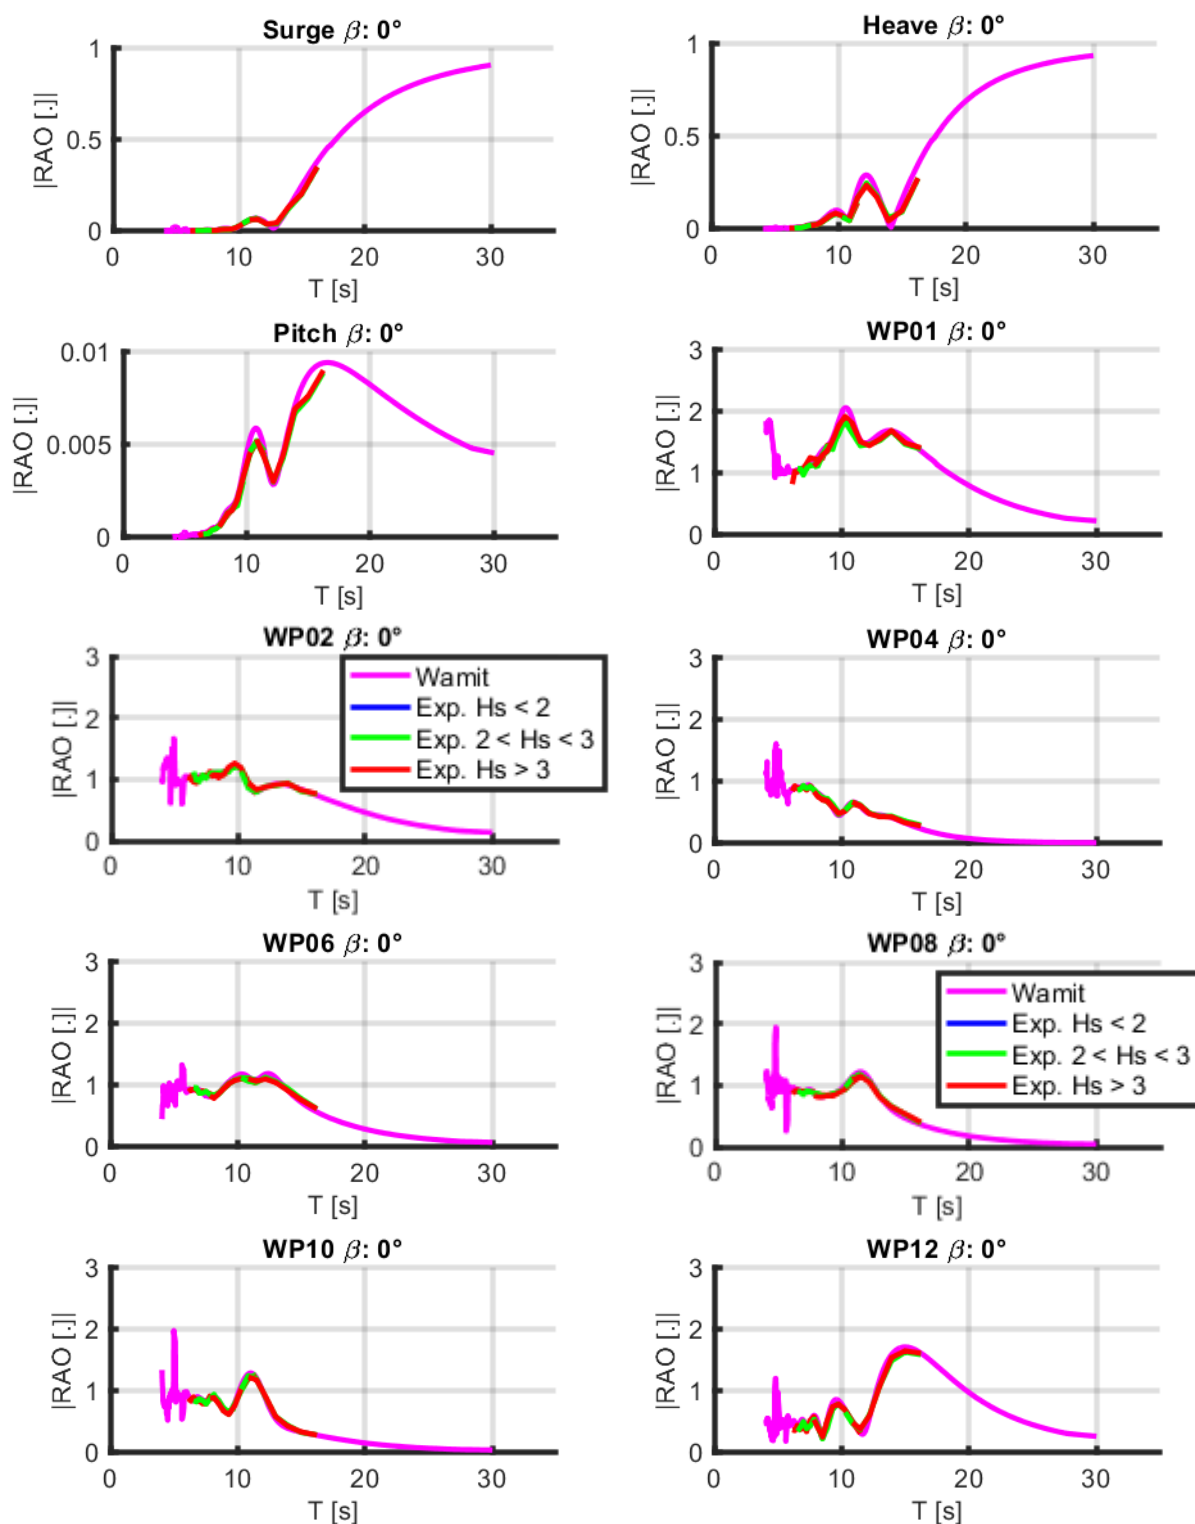 Surge β: 0°
|RAO [.]|
1
0.5
0
0 10 20 30
T [s]
Heave β: 0°
|RAO [.]|
1
0.5
0
0 10 20 30
T [s]
Pitch β: 0°
|RAO [.]|
0.01
0.005
0
0 10 20 30
T [s]
WP01 β: 0°
|RAO [.]|
3
2
1
0
0 10 20 30
T [s]
WP02 β: 0°
|RAO [.]|
3
2
1
0
0 10 20 30
T [s]
Wamit
Exp. Hs < 2
Exp. 2 < Hs < 3
Exp. Hs > 3
WP04 β: 0°
|RAO [.]|
3
2
1
0
0 10 20 30
T [s]
WP06 β: 0°
|RAO [.]|
3
2
1
0
0 10 20 30
T [s]
WP08 β: 0°
|RAO [.]|
3
2
1
0
0 10 20 30
T [s]
Wamit
Exp. Hs < 2
Exp. 2 < Hs < 3
Exp. Hs > 3
WP10 β: 0°
|RAO [.]|
3
2
1
0
0 10 20 30
T [s]
WP12 β: 0°
|RAO [.]|
3
2
1
0
0 10 20 30
T [s]